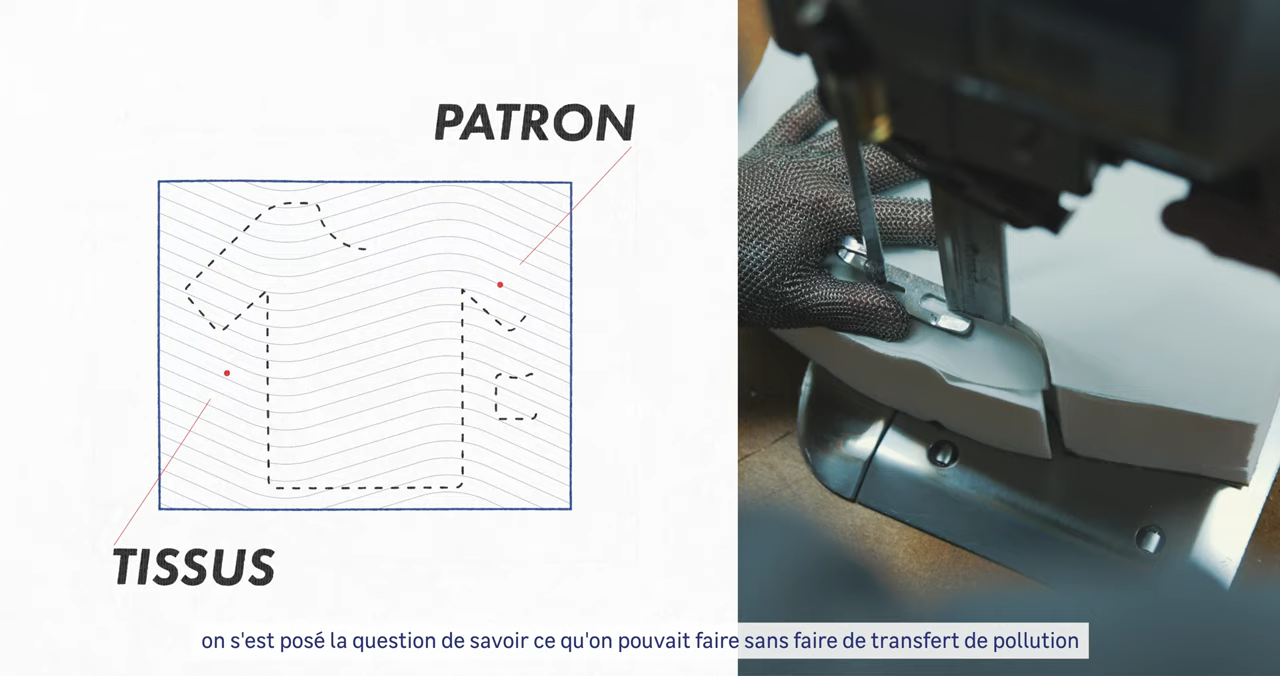 PATRON
TISSUS
on s'est posé la question de savoir ce qu'on pouvait faire sans faire de transfert de pollution